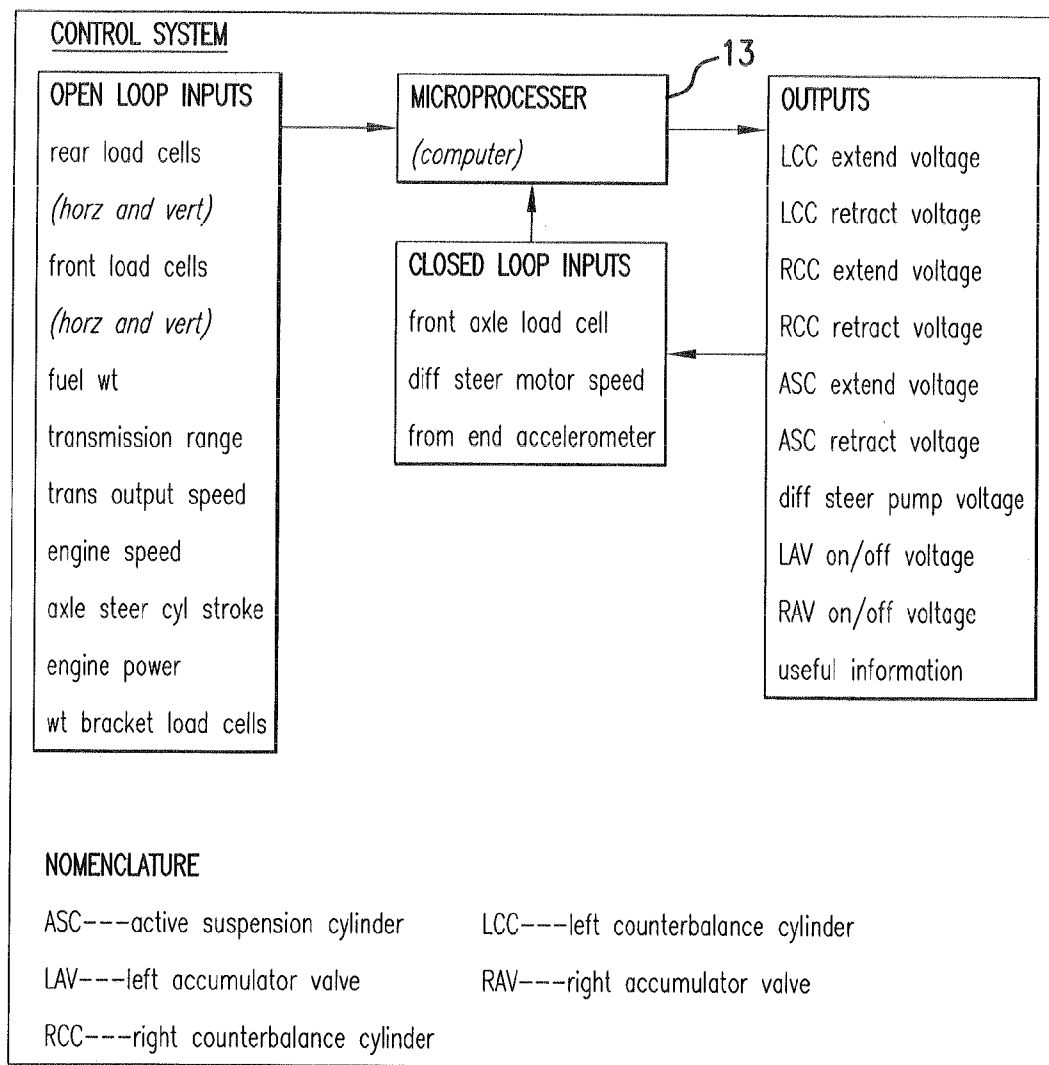 CONTROL SYSTEM
13
OPEN LOOP INPUTS
rear load cells
(horz and vert)
front load cells
(horz and vert)
fuel wt
transmission range
trans output speed
engine speed
axle steer cyl stroke
engine power
wt bracket load cells
MICROPROCESSER
(computer)
CLOSED LOOP INPUTS
front axle load cell
diff steer motor speed
from end accelerometer
OUTPUTS
LCC extend voltage
LCC retract voltage
RCC extend voltage
RCC retract voltage
ASC extend voltage
ASC retract voltage
diff steer pump voltage
LAV on/off voltage
RAV on/off voltage
useful information
NOMENCLATURE
ASC---active suspension cylinder
LCC---left counterbalance cylinder
LAV---left accumulator valve
RAV---right accumulator valve
RCC---right counterbalance cylinder